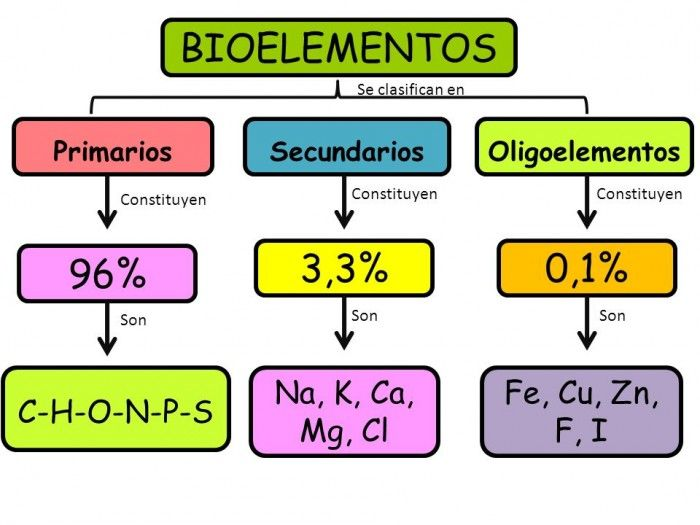 BIOELEMENTOS
Se clasifican en
Primarios
Secundarios
Oligoelementos
Constituyen
Constituyen
Constituyen
96%
3,3%
0,1%
Son
Son
Son
C-H-O-N-P-S
Na, K, Ca,
Mg, Cl
Fe, Cu, Zn,
F, I